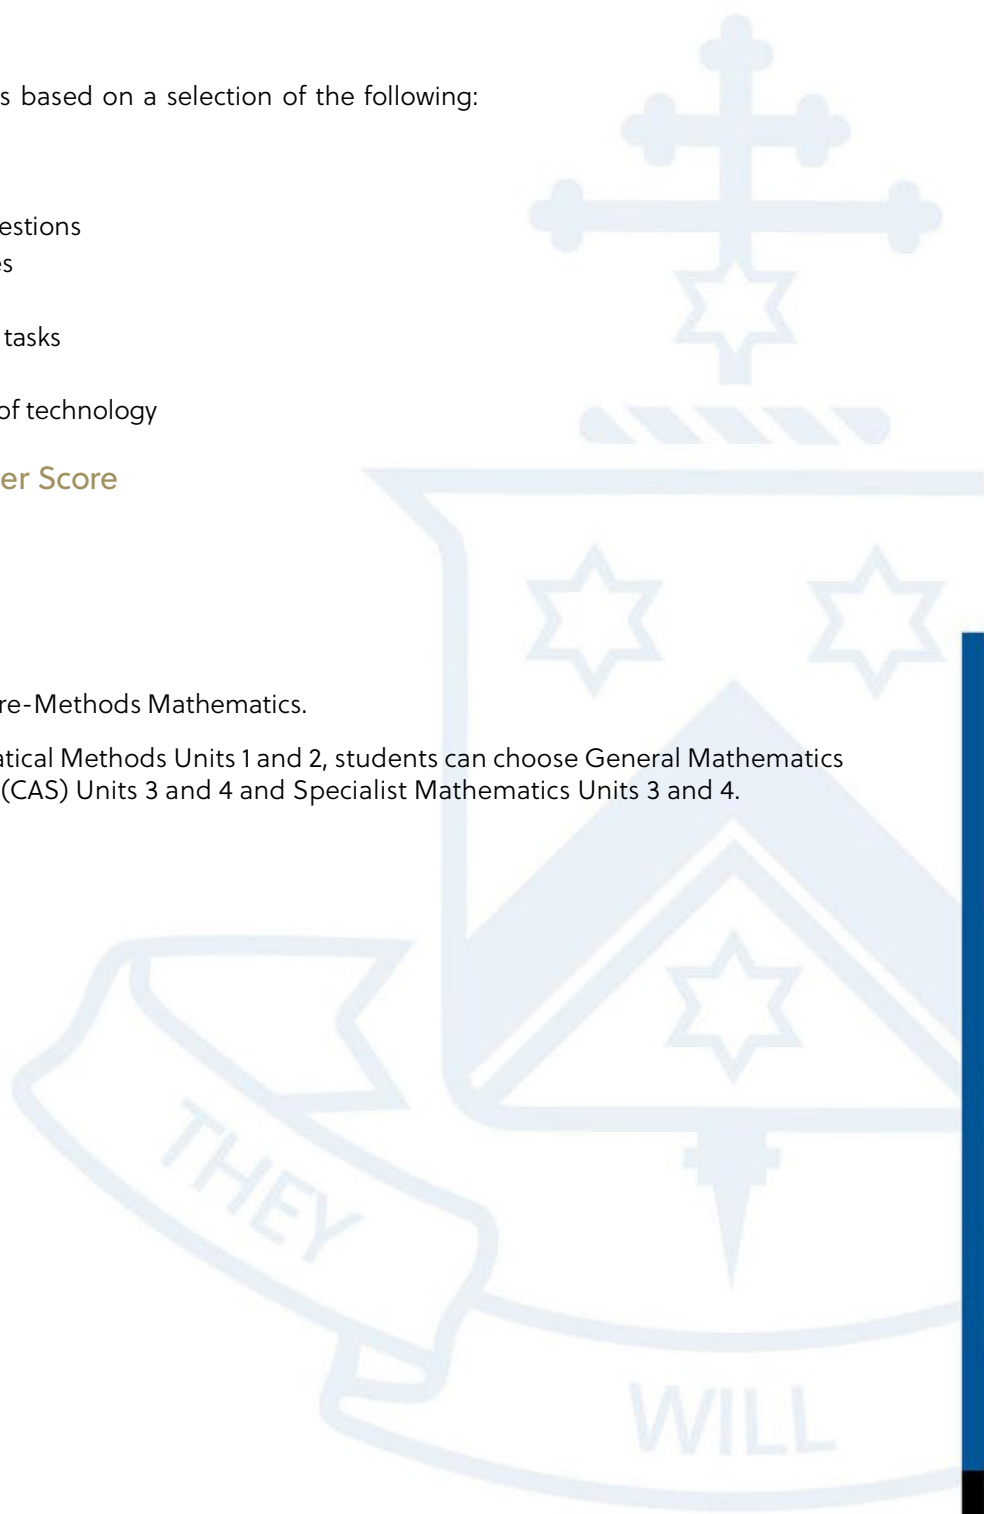 s based on a selection of the following:
estions
es
tasks
of technology
er Score
re-Methods Mathematics.
atical Methods Units 1 and 2, students can choose General Mathematics
(CAS) Units 3 and 4 and Specialist Mathematics Units 3 and 4.
THEY
WILL